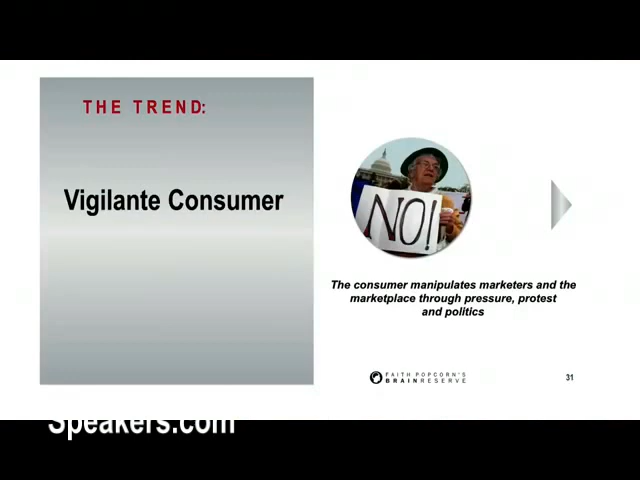 THE TREND:
Vigilante Consumer
NO!
The consumer manipulates marketers and the
marketplace through pressure, protest
and politics
FAITH POPCORN'S
BRAINRESERVE
31
Speakers.com